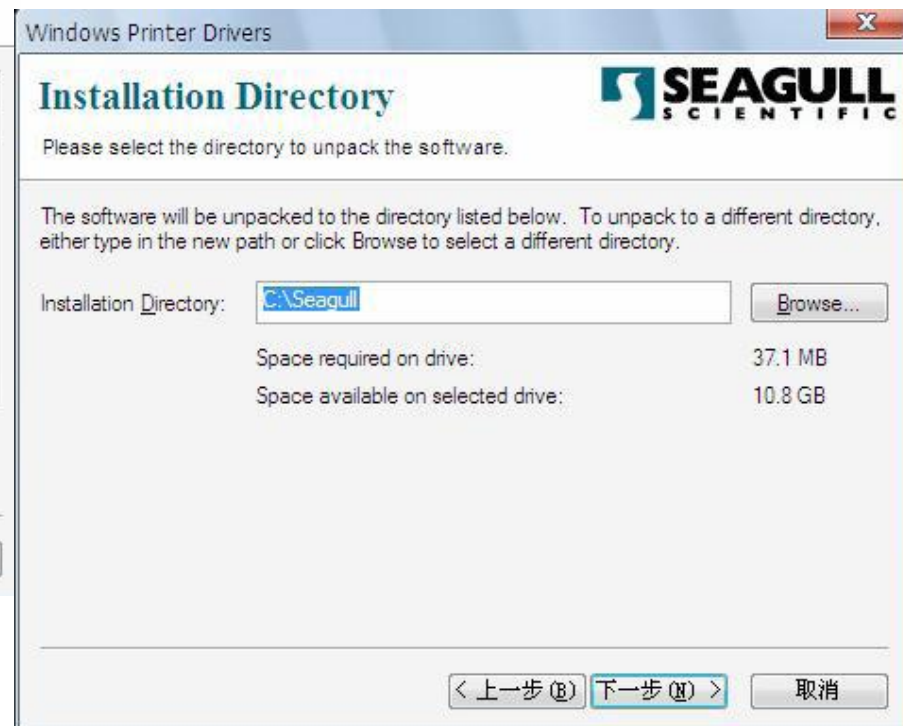 Windows Printer Drivers
Installation Directory
SEAGULL
SCIENTIFIC
Please select the directory to unpack the software.
The software will be unpacked to the directory listed below. To unpack to a different directory,
either type in the new path or click Browse to select a different directory.
Installation Directory: C:\Seagull Browse...
Space required on drive: 37.1 MB
Space available on selected drive: 10.8 GB
< 上一步(B) 下一步(N) > 取消